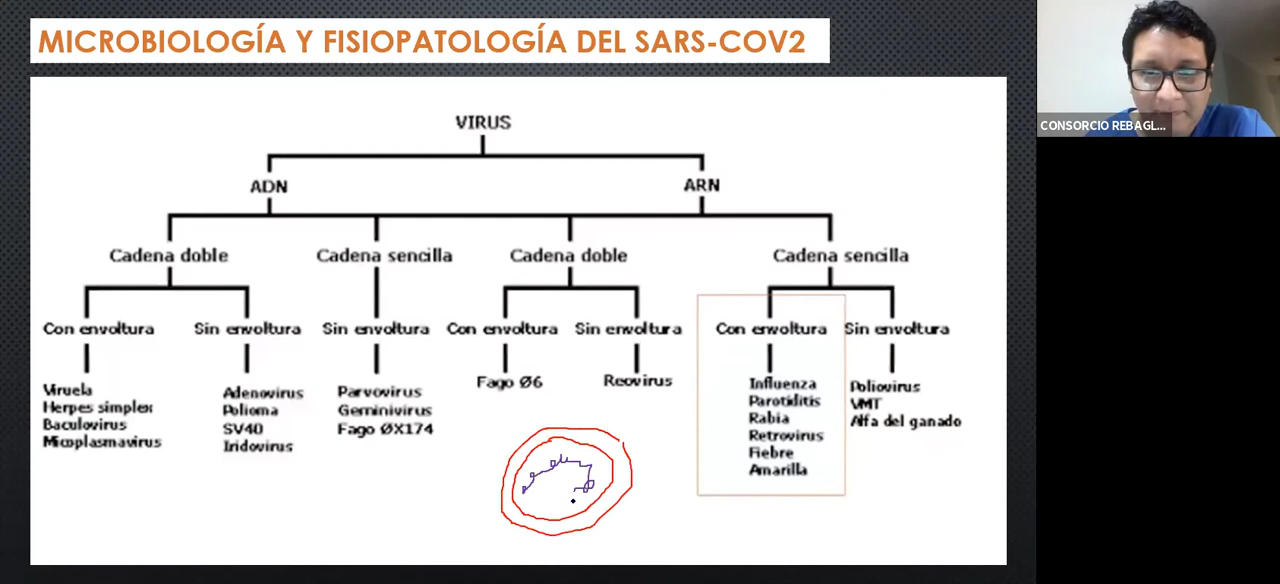 MICROBIOLOGÍA Y FISIOPATOLOGÍA DEL SARS-COV2
CONSORCIO REBAGL...
VIRUS
ADN
ARN
Cadena doble
Cadena sencilla
Cadena doble
Cadena sencilla
Con envoltura
Sin envoltura
Sin envoltura
Con envoltura
Sin envoltura
Con envoltura
Sin envoltura
Viruela
Herpes simplex
Baculovirus
Micoplasmavirus
Adenovirus
Polioma
SV40
Iridovirus
Parvovirus
Geminivirus
Fago ØX174
Fago Ø6
Reovirus
Influenza
Parotiditis
Rabia
Retrovirus
Fiebre
Amarilla
Poliovirus
VMT
Alfa del ganado